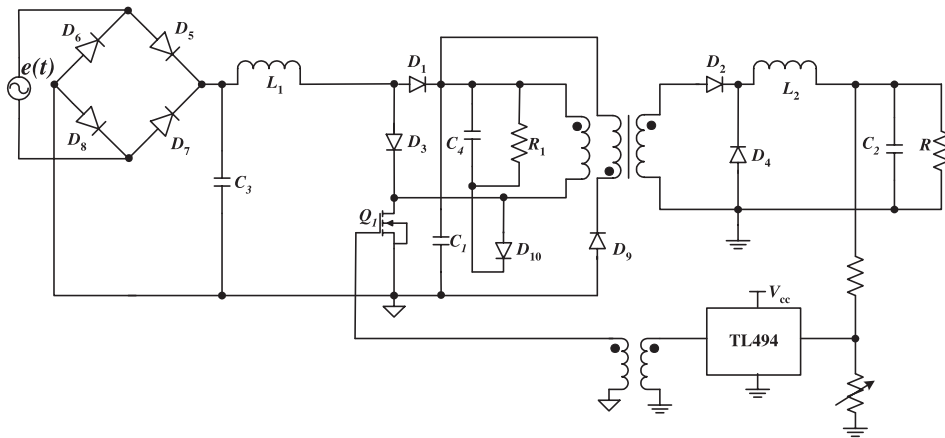 D6
D5
e(t)
D8
D7
L1
C3
D1
D3
Q1
C4
R1
C1
D10
D9
D2
L2
D4
C2
R
Vcc
TL494